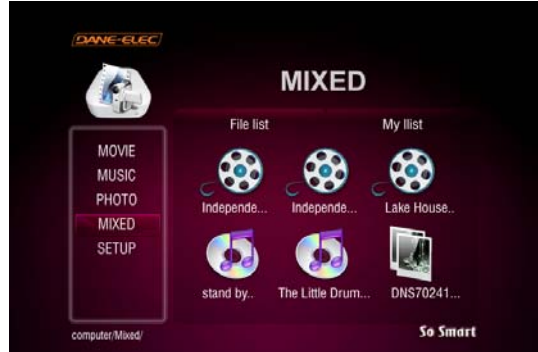 DANE-ELEC
MIXED
File list
My llist
MOVIE
MUSIC
PHOTO
MIXED
SETUP
Independe...
Independe...
Lake House..
stand by..
The Little Drum...
DNS70241...
computer/Mixed/
So Smart